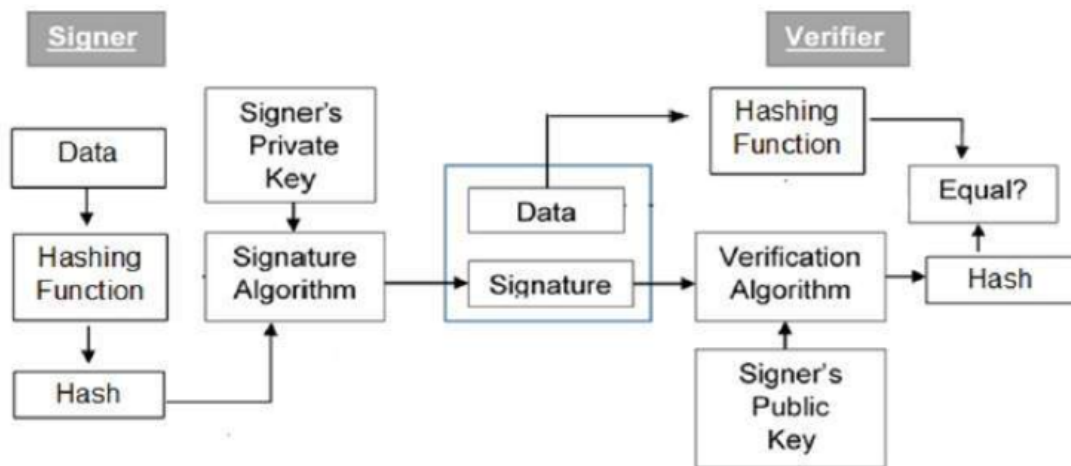 Signer
Verifier
Data
Hashing
Function
Hash
Signer's
Private
Key
Signature
Algorithm
Data
Signature
Hashing
Function
Verification
Algorithm
Signer's
Public
Key
Equal?
Hash